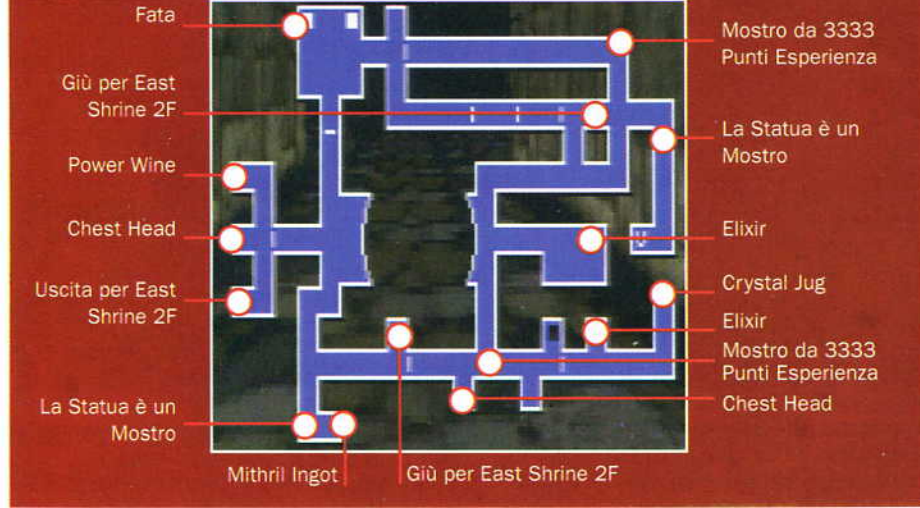 Fata
Giù per East
Shrine 2F
Power Wine
Chest Head
Uscita per East
Shrine 2F
La Statua è un
Mostro
Mithril Ingot
Giù per East Shrine 2F
Mostro da 3333
Punti Esperienza
La Statua è un
Mostro
Elixir
Crystal Jug
Elixir
Mostro da 3333
Punti Esperienza
Chest Head